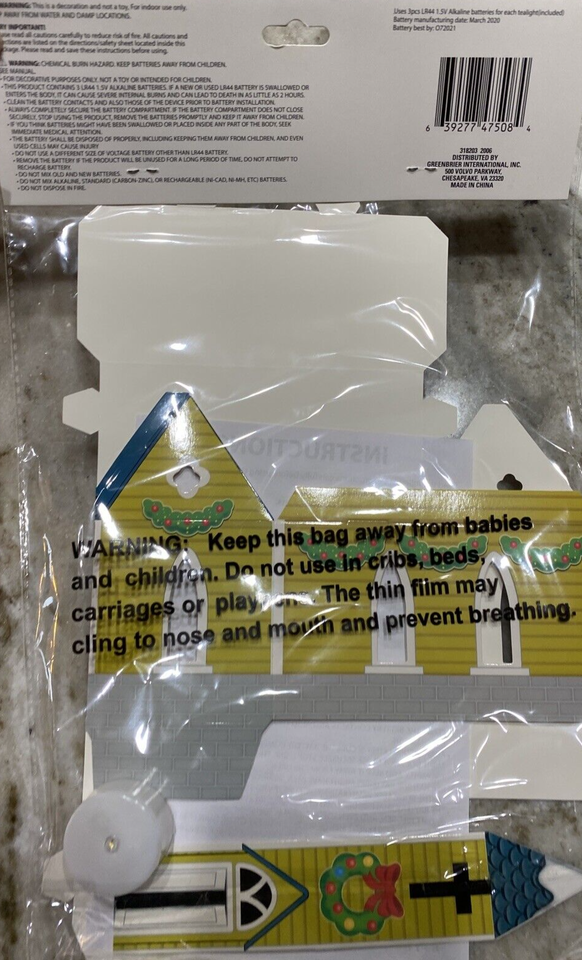 WARNING: This is a decoration and not a toy, For indoor use only.
AWAY FROM WATER AND DAMP LOCATIONS.
IMPORTANT:
read all cautions carefully to reduce risk of fire. All cautions and
are listed on the directions/safety sheet located inside this
Please read and save these instructions before using.
WARNING: CHEMICAL BURN HAZARD. KEEP BATTERIES AWAY FROM CHILDREN.
MANUAL.
FOR DECORATIVE PURPOSES ONLY, NOT A TOY OR INTENDED FOR CHILDREN.
•THIS PRODUCT CONTAINS 3 LR44 1.5V ALKALINE BATTERIES. IF A NEW OR USED LR44 BATTERY IS SWALLOWED OR
ENTERS THE BODY, IT CAN CAUSE SEVERE INTERNAL BURNS AND CAN LEAD TO DEATH IN AS LITTLE AS 2 HOURS.
•CLEAN THE BATTERY CONTACTS AND ALSO THOSE OF THE DEVICE PRIOR TO BATTERY INSTALLATION.
•ALWAYS COMPLETELY SECURE THE BATTERY COMPARTMENT. IF THE BATTERY COMPARTMENT DOES NOT CLOSE
SECURELY, STOP USING THE PRODUCT, REMOVE THE BATTERIES PROMPTLY AND KEEP IT AWAY FROM CHILDREN.
•IF YOU THINK BATTERIES MIGHT HAVE BEEN SWALLOWED OR PLACED INSIDE ANY PART OF THE BODY, SEEK
IMMEDIATE MEDICAL ATTENTION.
•THE BATTERY SHALL BE DISPOSED OF PROPERLY, INCLUDING KEEPING THEM AWAY FROM CHILDREN, AND EVEN
USED CELLS MAY CAUSE INJURY.
•DO NOT USE A DIFFERENT SIZE OF VOLTAGE BATTERY OTHER THAN LR44 BATTERY.
•REMOVE THE BATTERY IF THE PRODUCT WILL BE UNUSED FOR A LONG PERIOD OF TIME, DO NOT ATTEMPT TO
RECHARGE BATTERY.
•DO NOT MIX OLD AND NEW BATTERIES.
•DO NOT MIX ALKALINE, STANDARD (CARBON-ZINC), OR RECHARGEABLE (NI-CAD, NI-MH, ETC) BATTERIES.
•DO NOT DISPOSE IN FIRE.
Uses 3pcs LR44 1.5V Alkaline batteries for each tealight(included)
Battery manufacturing date: March 2020
Battery best by: O72021
6 39277 47508 4
318203 2006
DISTRIBUTED BY
GREENBRIER INTERNATIONAL, INC.
500 VOLVO PARKWAY,
CHESAPEAKE, VA 23320
MADE IN CHINA
WARNING: Keep this bag away from babies
and children. Do not use in cribs, beds,
carriages or playpens. The thin fiim may
cling to nose and mouth and prevent breathing.